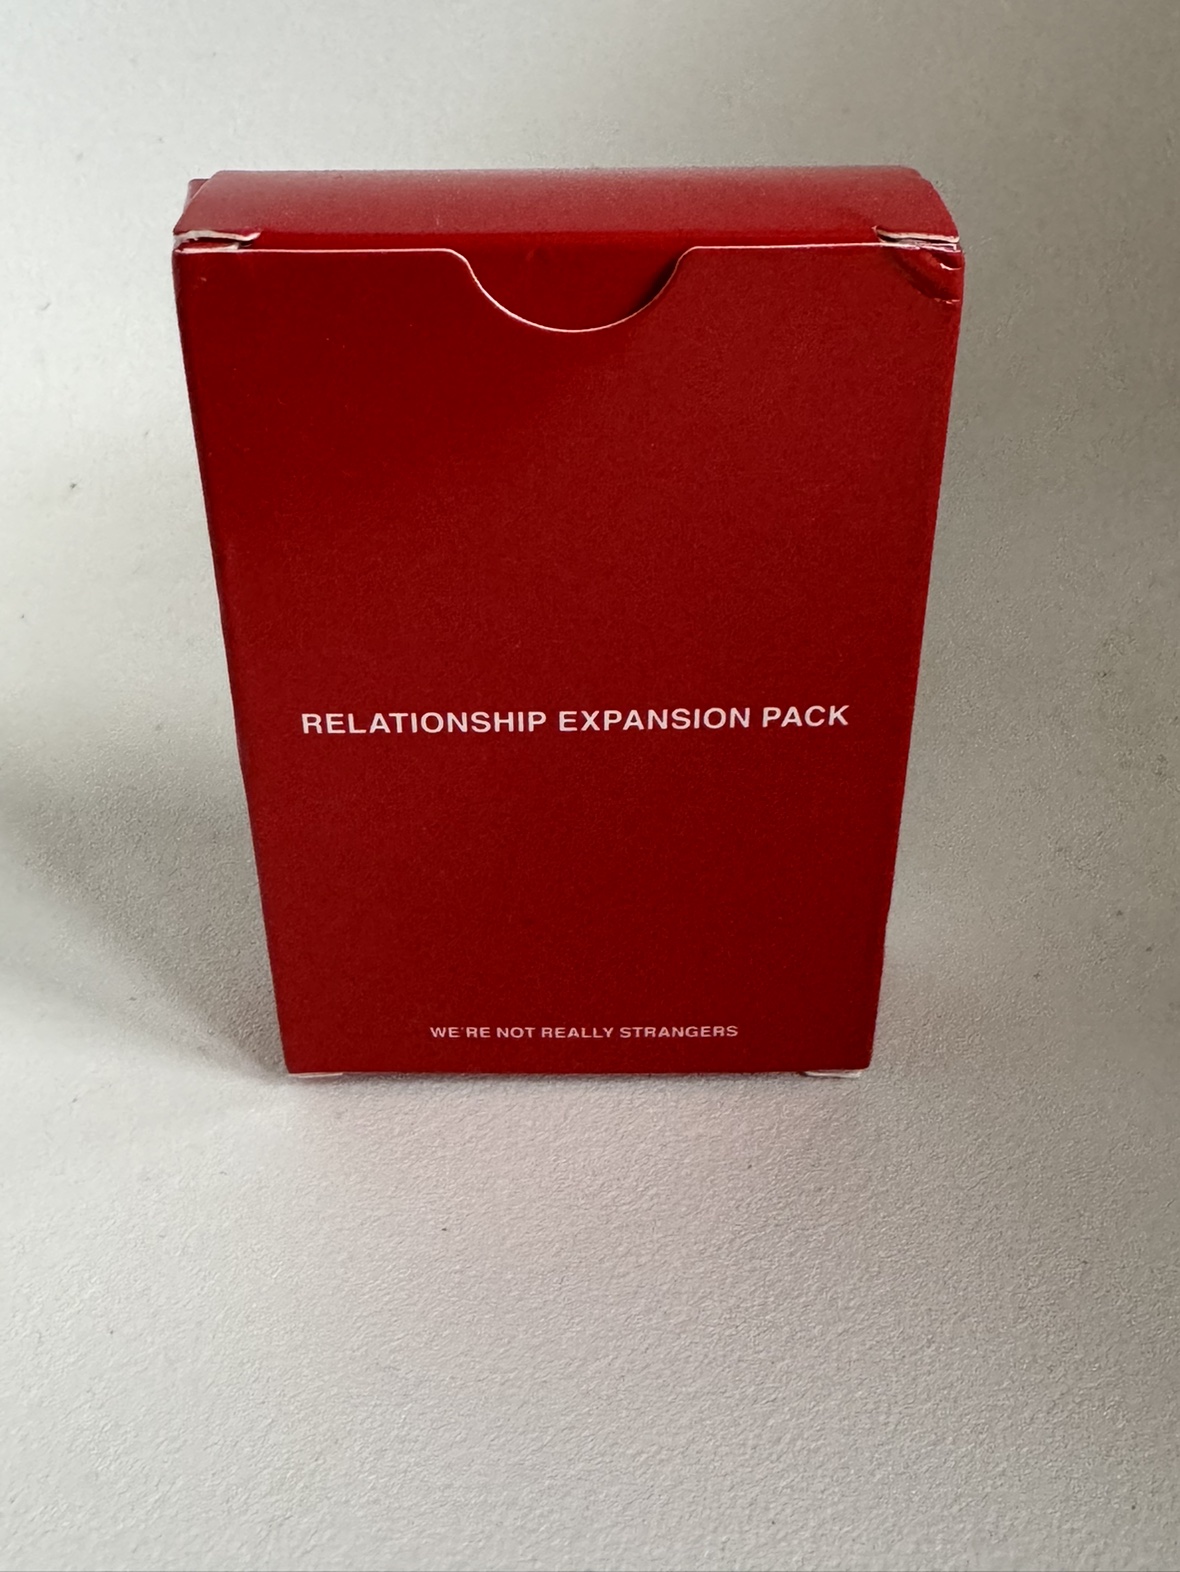 RELATIONSHIP EXPANSION PACK
WE'RE NOT REALLY STRANGERS